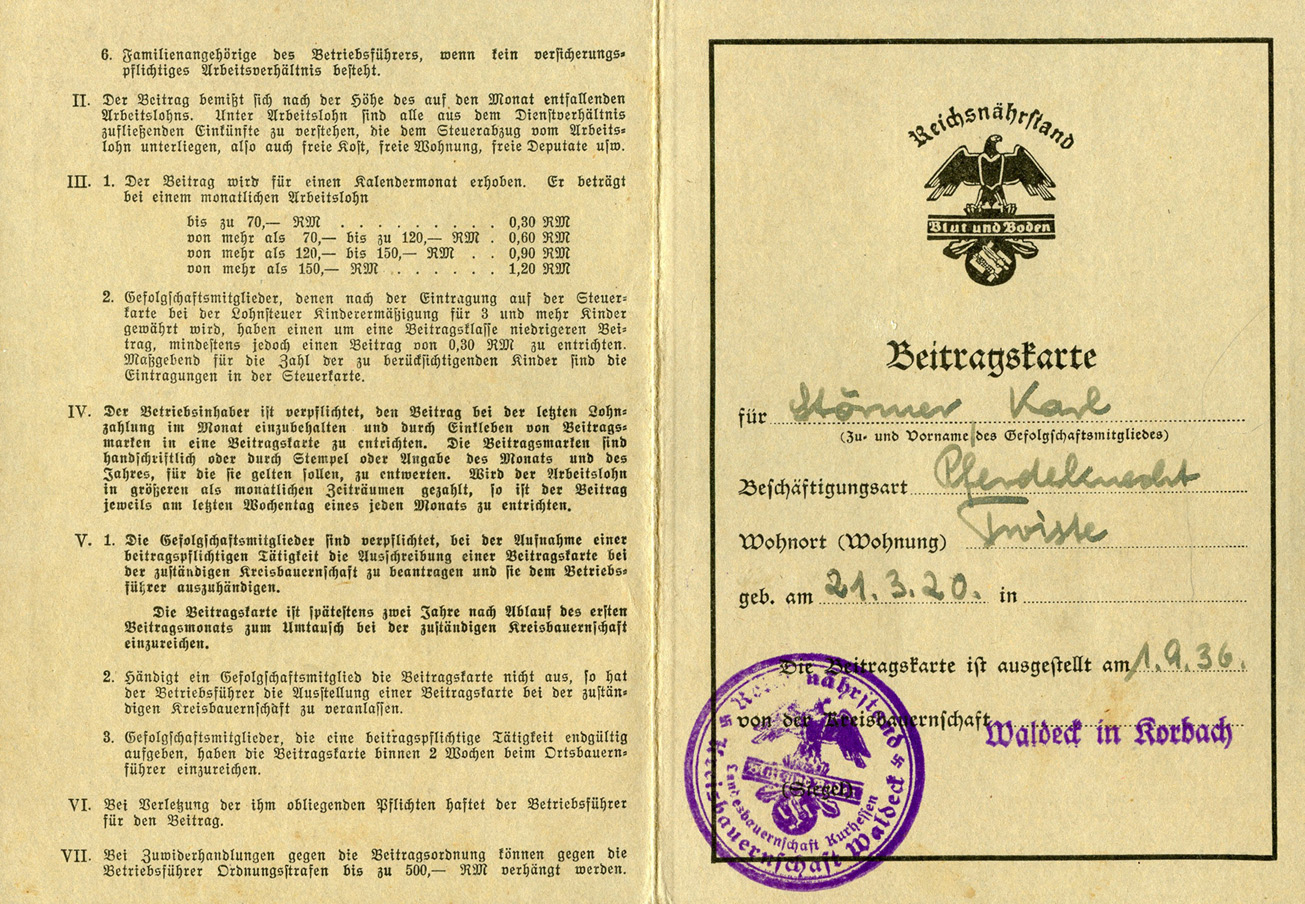 6. Familienangehörige des Betriebsführers, wenn kein versicherungs-
pflichtiges Arbeitsverhältnis besteht.
II. Der Beitrag bemißt sich nach der Höhe des auf den Monat entfallenden
Arbeitslohns. Unter Arbeitslohn sind alle aus dem Dienstverhältnis
zufließenden Einkünfte zu verstehen, die dem Steuerabzug vom Arbeits-
lohn unterliegen, also auch freie Kost, freie Wohnung, freie Deputate usw.
III. 1. Der Beitrag wird für einen Kalendermonat erhoben. Er beträgt
bei einem monatlichen Arbeitslohn
bis zu 70,— RM . . . . . . . . . 0,30 RM
von mehr als 70,— bis zu 120,— RM . 0,60 RM
von mehr als 120,— bis 150,— RM . . 0,90 RM
von mehr als 150,— RM . . . . . . 1,20 RM
2. Gefolgschaftsmitglieder, denen nach der Eintragung auf der Steuer-
karte bei der Lohnsteuer Kinderermäßigung für 3 und mehr Kinder
gewährt wird, haben einen um eine Beitragsklasse niedrigeren Bei-
trag, mindestens jedoch einen Beitrag von 0,30 RM zu entrichten.
Maßgebend für die Zahl der zu berücksichtigenden Kinder sind die
Eintragungen in der Steuerkarte.
IV. Der Betriebsinhaber ist verpflichtet, den Beitrag bei der letzten Lohn-
zahlung im Monat einzubehalten und durch Einkleben von Beitrags-
marken in eine Beitragskarte zu entrichten. Die Beitragsmarken sind
handschriftlich oder durch Stempel oder Angabe des Monats und des
Jahres, für die sie gelten sollen, zu entwerten. Wird der Arbeitslohn
in größeren als monatlichen Zeiträumen gezahlt, so ist der Beitrag
jeweils am letzten Wochentag eines jeden Monats zu entrichten.
V. 1. Die Gefolgschaftsmitglieder sind verpflichtet, bei der Aufnahme einer
beitragspflichtigen Tätigkeit die Ausschreibung einer Beitragskarte bei
der zuständigen Kreisbauernschaft zu beantragen und sie dem Betriebs-
führer auszuhändigen.
Die Beitragskarte ist spätestens zwei Jahre nach Ablauf des ersten
Beitragsmonats zum Umtausch bei der zuständigen Kreisbauernschaft
einzureichen.
2. Händigt ein Gefolgschaftsmitglied die Beitragskarte nicht aus, so hat
der Betriebsführer die Ausstellung einer Beitragskarte bei der zustän-
digen Kreisbauernschaft zu veranlassen.
3. Gefolgschaftsmitglieder, die eine beitragspflichtige Tätigkeit endgültig
aufgeben, haben die Beitragskarte binnen 2 Wochen beim Ortsbauern-
führer einzureichen.
VI. Bei Verletzung der ihm obliegenden Pflichten haftet der Betriebsführer
für den Beitrag.
VII. Bei Zuwiderhandlungen gegen die Beitragsordnung können gegen die
Betriebsführer Ordnungsstrafen bis zu 500,— RM verhängt werden.
Reichsnährstand
Blut und Boden
Beitragskarte
für Störmer Karl
(Zu- und Vorname des Gefolgschaftsmitgliedes)
Beschäftigungsart Pferdeknecht
Wohnort (Wohnung) Twiste
geb. am 21.3.20. in
Die Beitragskarte ist ausgestellt am 1.9.36.
von der Kreisbauernschaft Waldeck in Korbach
(Siegel)
Reichsnährstand
Landesbauernschaft Kurhessen
Kreisbauernschaft Waldeck